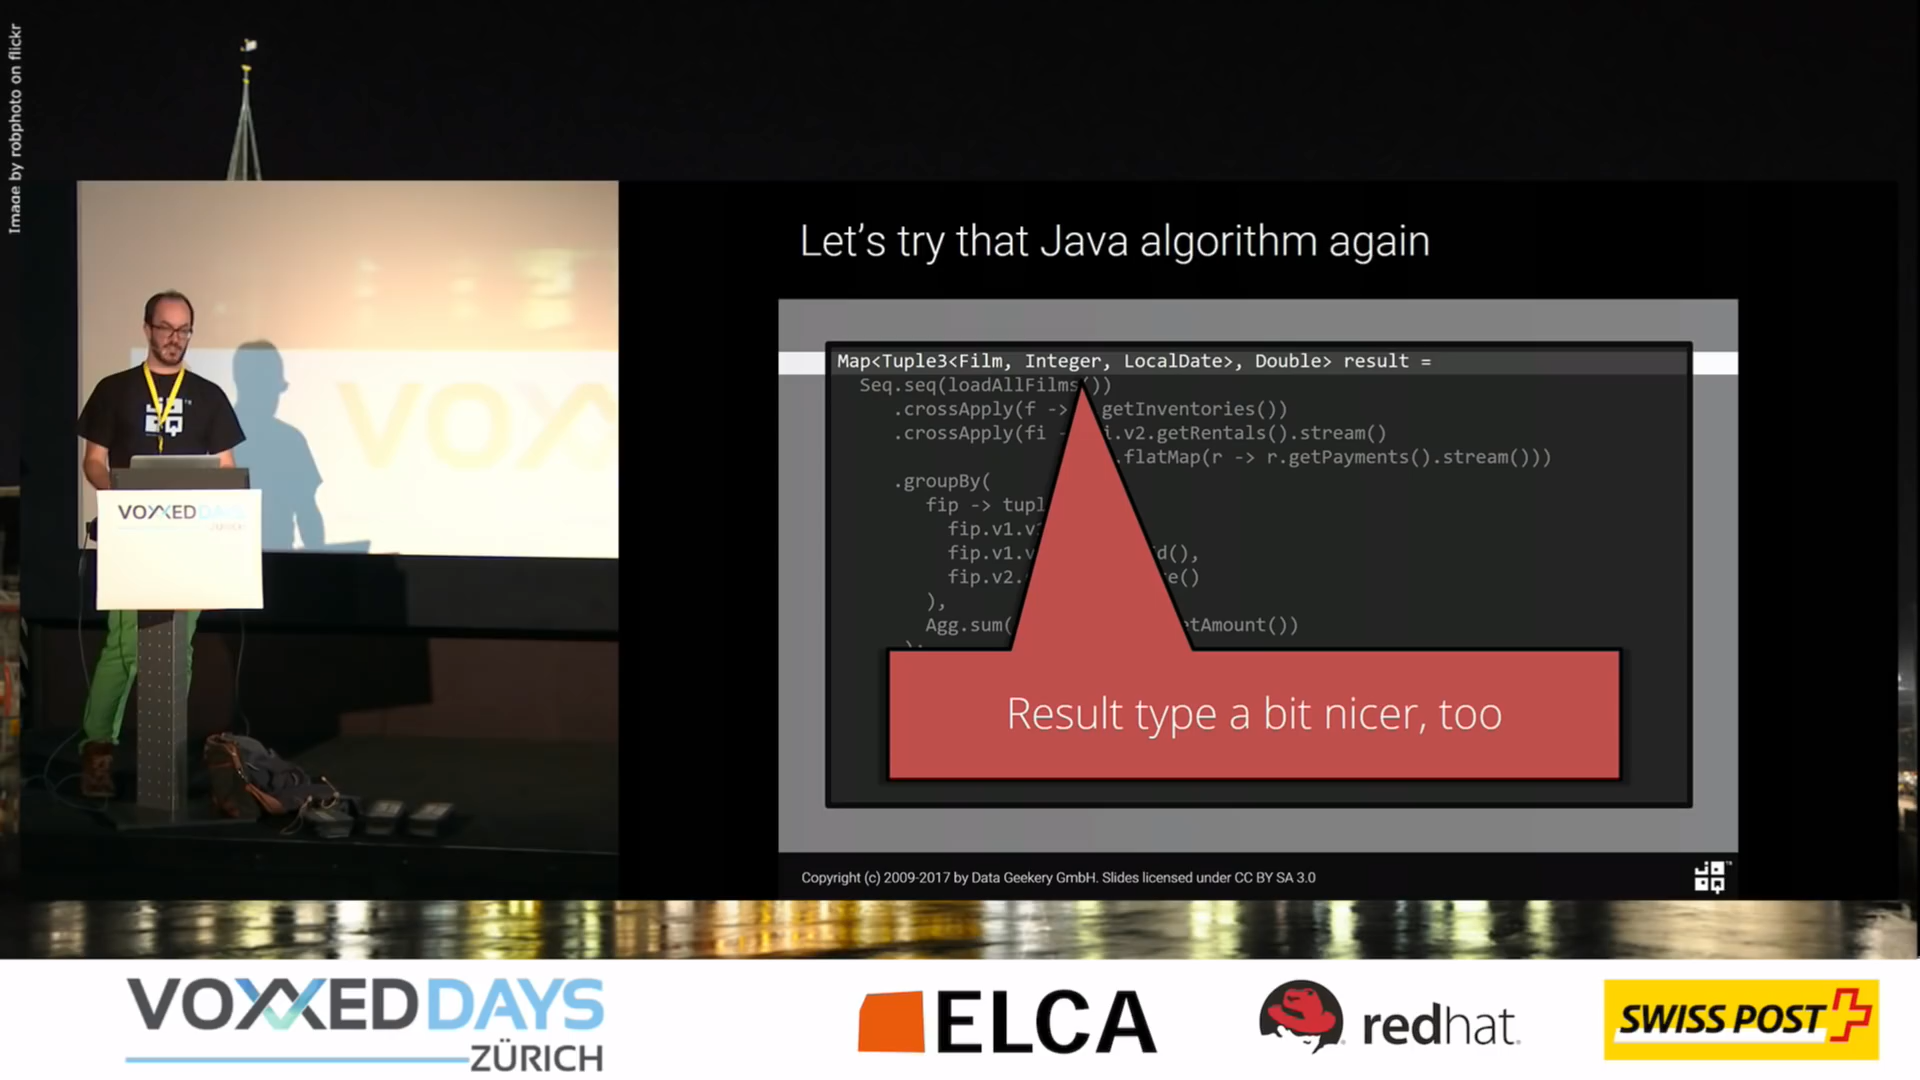 Image by robphoto on flickr
Let's try that Java algorithm again
Map<Tuple3<Film, Integer, LocalDate>, Double> result =
Seq.seq(loadAllFilms())
.crossApply(f -> getInventories())
.crossApply(fi - i.v2.getRentals().stream()
.flatMap(r -> r.getPayments().stream()))
.groupBy(
fip -> tupl
fip.v1.v
fip.v1.v d(),
fip.v2. e()
),
Agg.sum( tAmount())
Result type a bit nicer, too
Copyright (c) 2009-2017 by Data Geekery GmbH. Slides licensed under CC BY SA 3.0
JOOQ™
VOXXED DAYS
ZÜRICH
VOXXED DAYS
ZÜRICH
ELCA
redhat.
SWISS POST